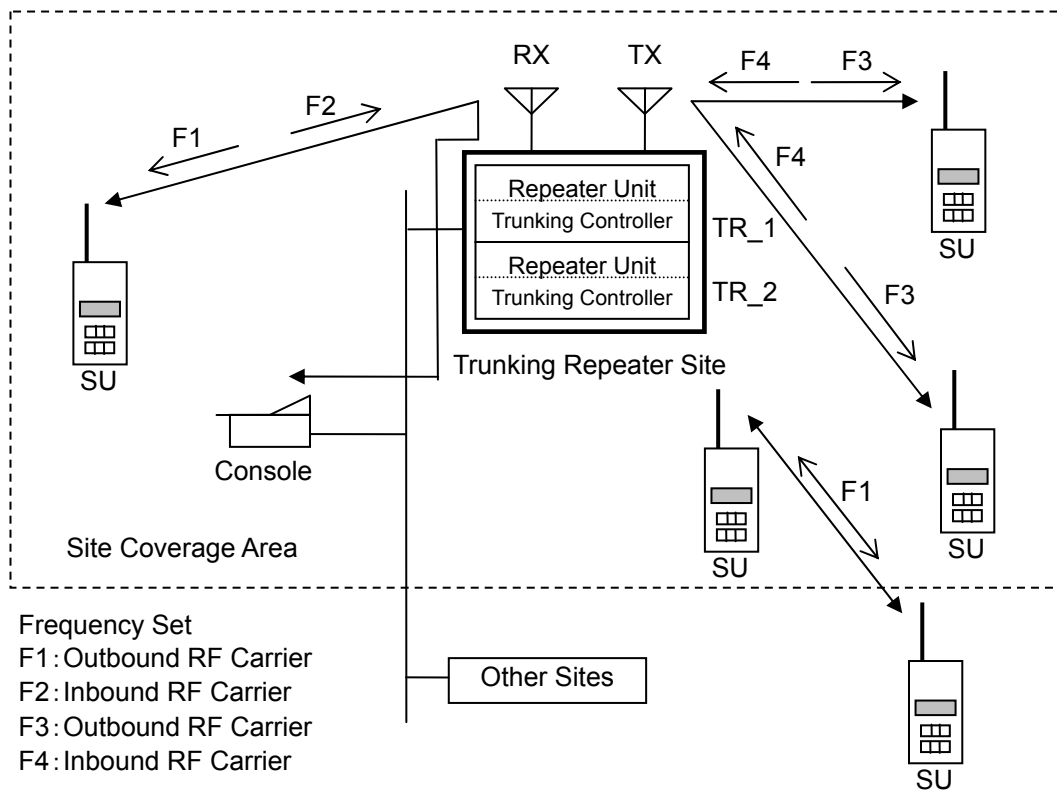 RX
TX
F4
F3
F2
F1
F4
Repeater Unit
Trunking Controller
TR_1
Repeater Unit
Trunking Controller
TR_2
SU
F3
SU
Trunking Repeater Site
Console
F1
SU
SU
Site Coverage Area
Frequency Set
F1:Outbound RF Carrier
F2:Inbound RF Carrier
F3:Outbound RF Carrier
F4:Inbound RF Carrier
Other Sites
SU